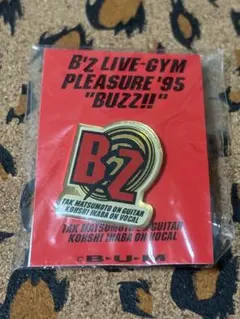 B'z LIVE-GYM
PLEASURE '95
"BUZZ!!"
B'z
TAK MATSUMOTO ON GUITAR
KOHSHI INABA ON VOCAL
TAK MATSUMOTO ON GUITAR
KOHSHI INABA ON VOCAL
B·U·M